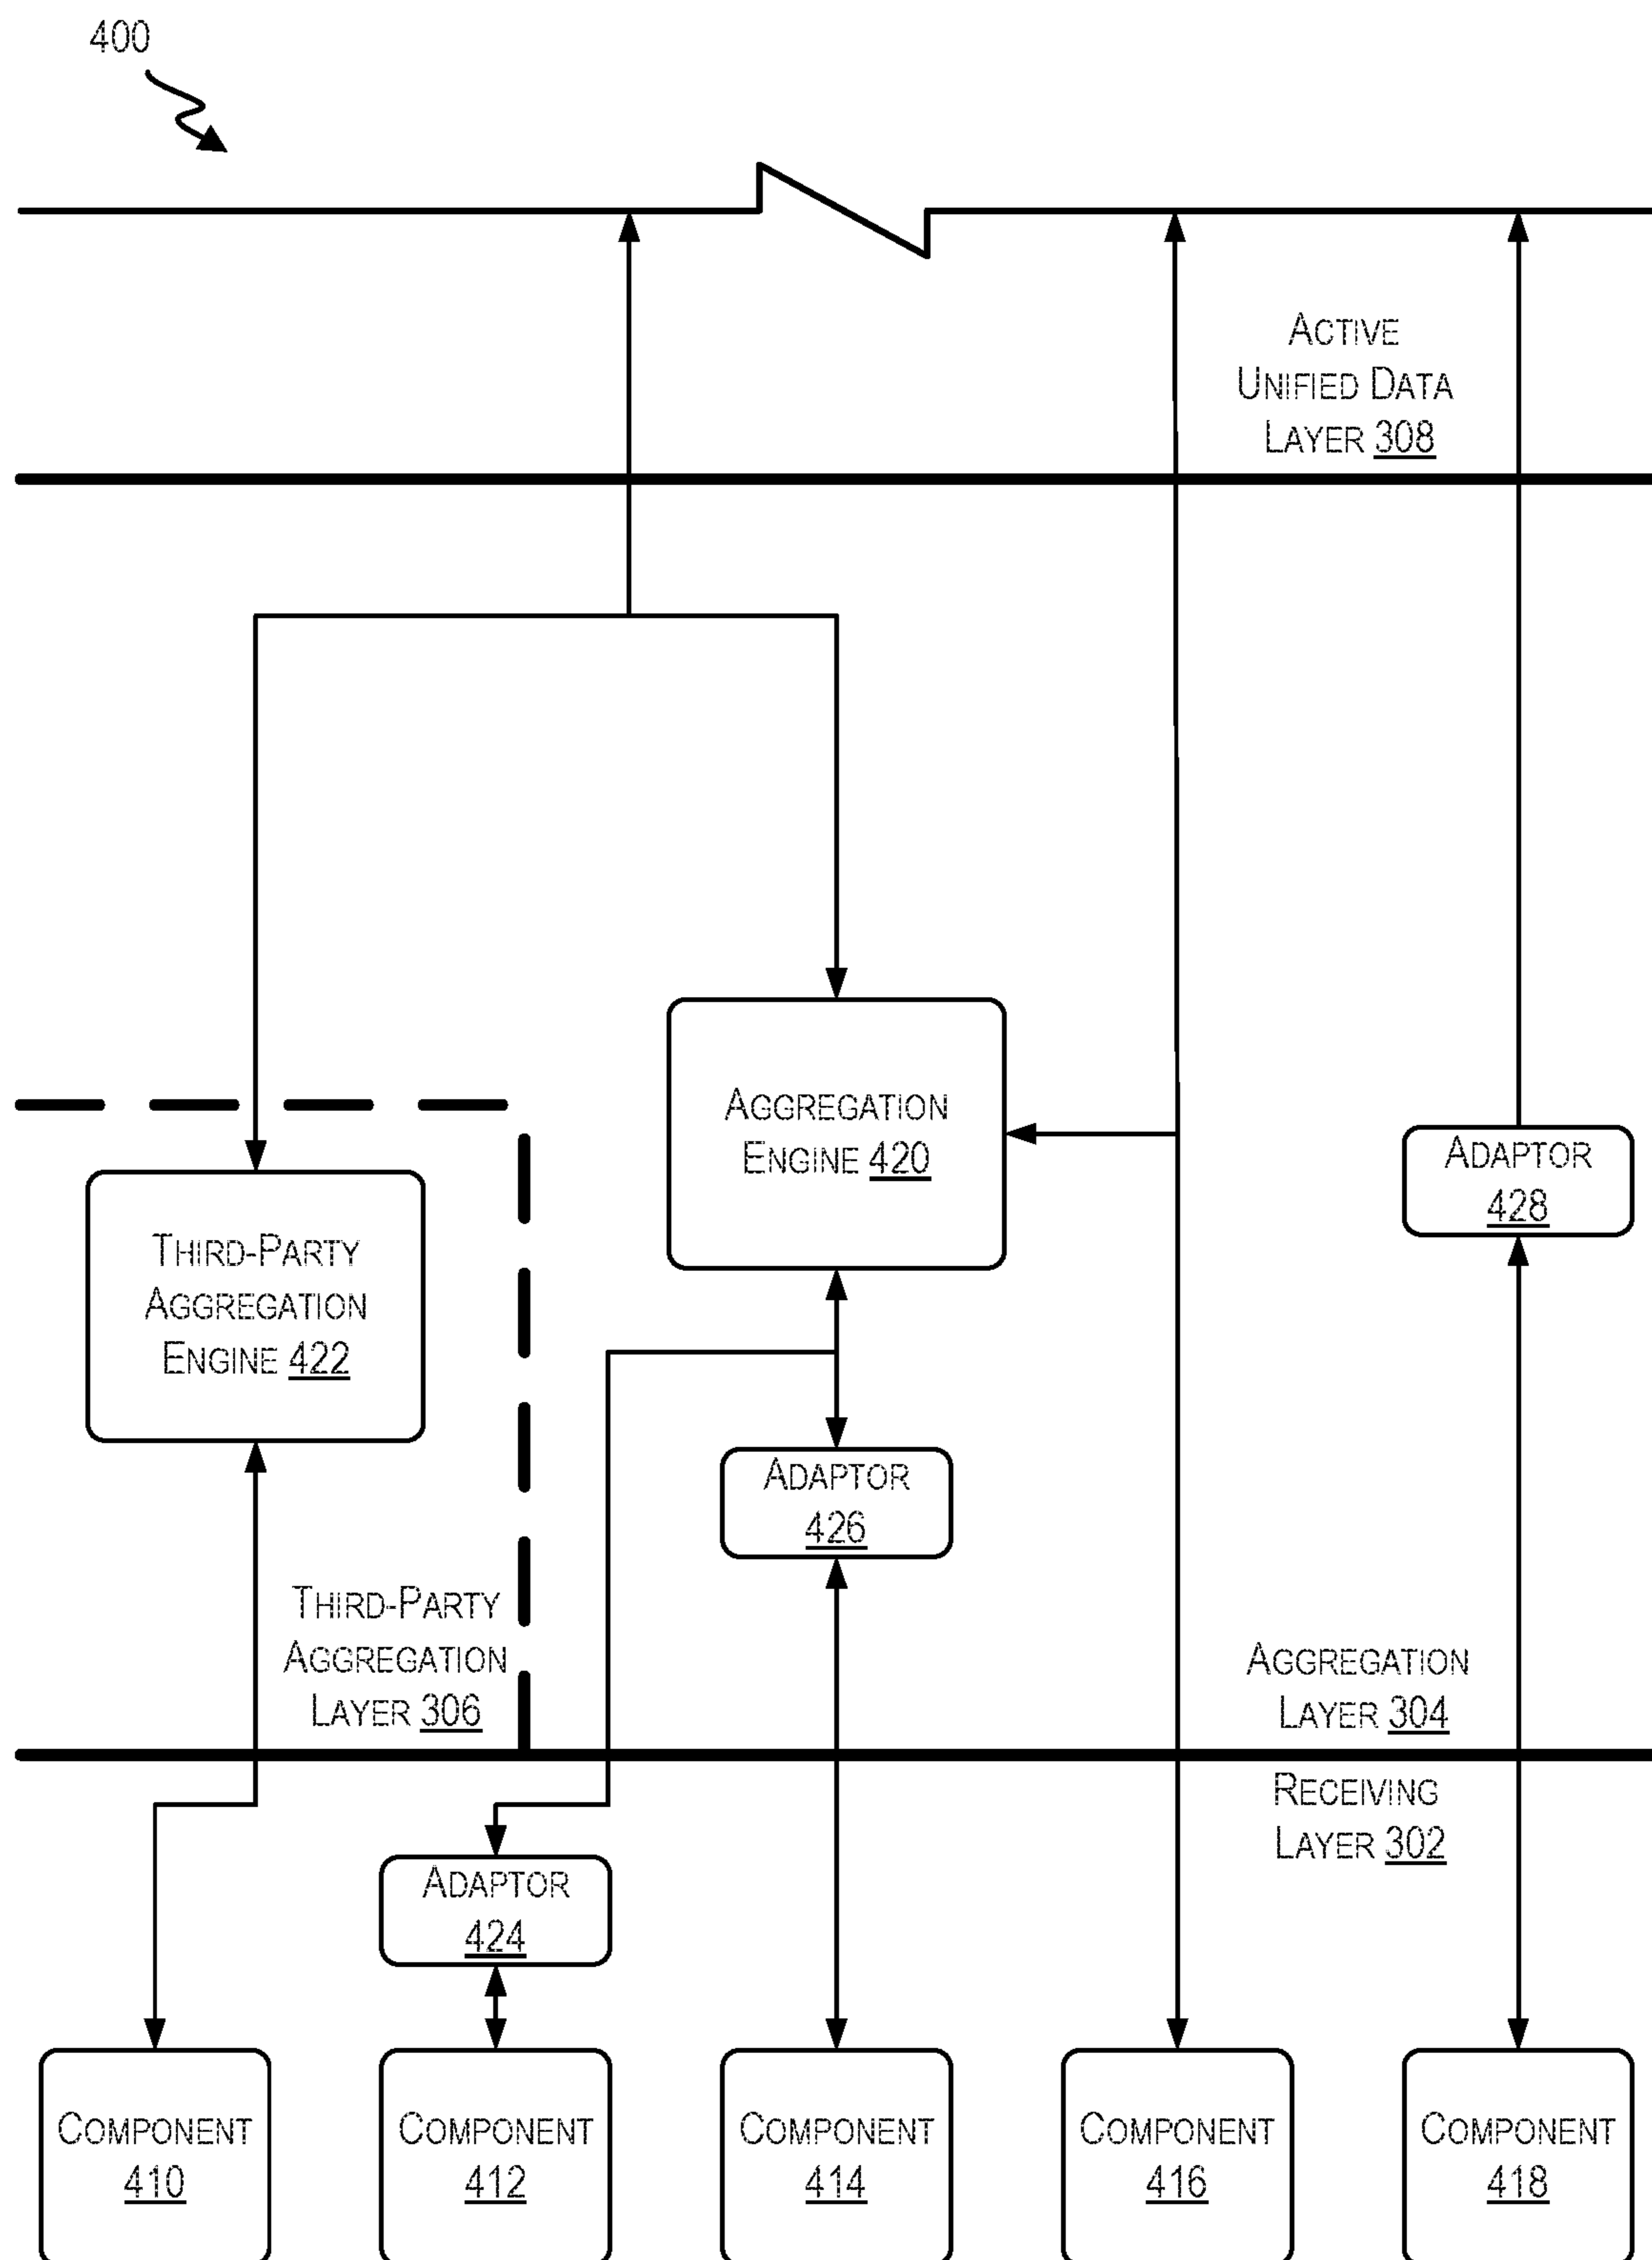 400
ACTIVE
UNIFIED DATA
LAYER 308
AGGREGATION
ENGINE 420
ADAPTOR
428
THIRD-PARTY
AGGREGATION
ENGINE 422
ADAPTOR
426
THIRD-PARTY
AGGREGATION
LAYER 306
AGGREGATION
LAYER 304
RECEIVING
LAYER 302
ADAPTOR
424
COMPONENT
410
COMPONENT
412
COMPONENT
414
COMPONENT
416
COMPONENT
418